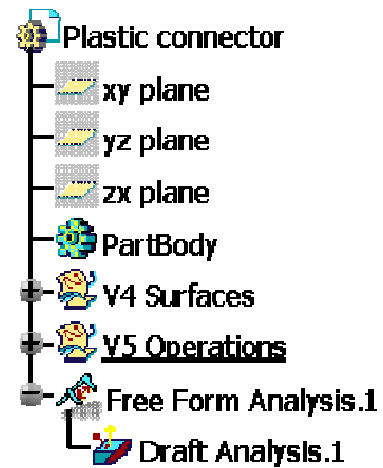 Plastic connector
xy plane
yz plane
zx plane
PartBody
V4 Surfaces
V5 Operations
Free Form Analysis.1
Draft Analysis.1